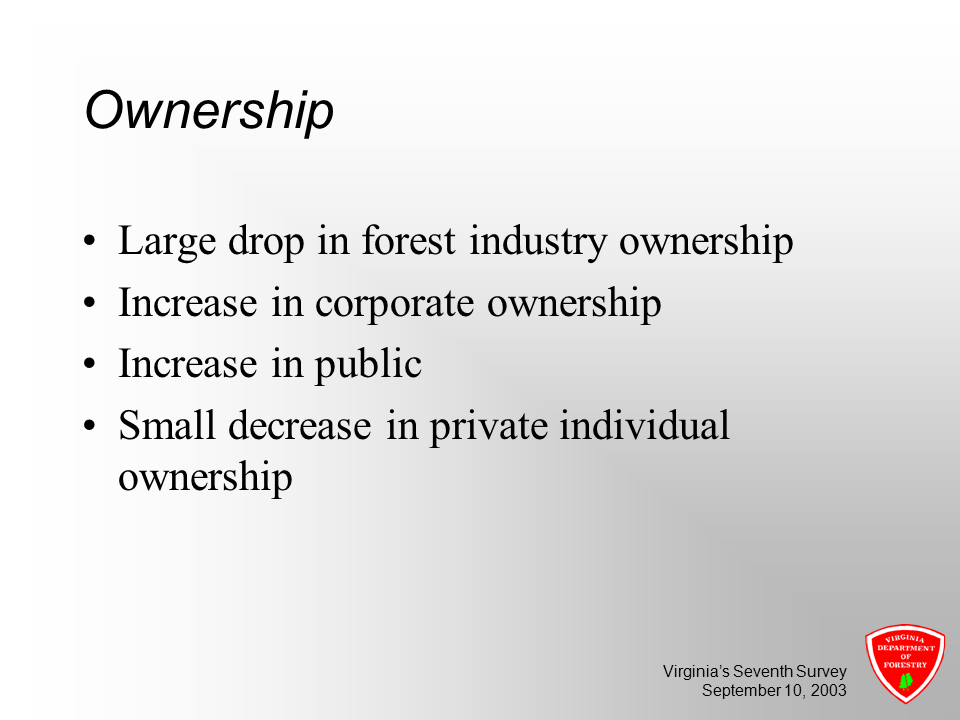 Ownership
• Large drop in forest industry ownership
• Increase in corporate ownership
• Increase in public
• Small decrease in private individual
ownership
Virginia’s Seventh Survey
September 10, 2003
VIRGINIA
DEPARTMENT
OF
FORESTRY